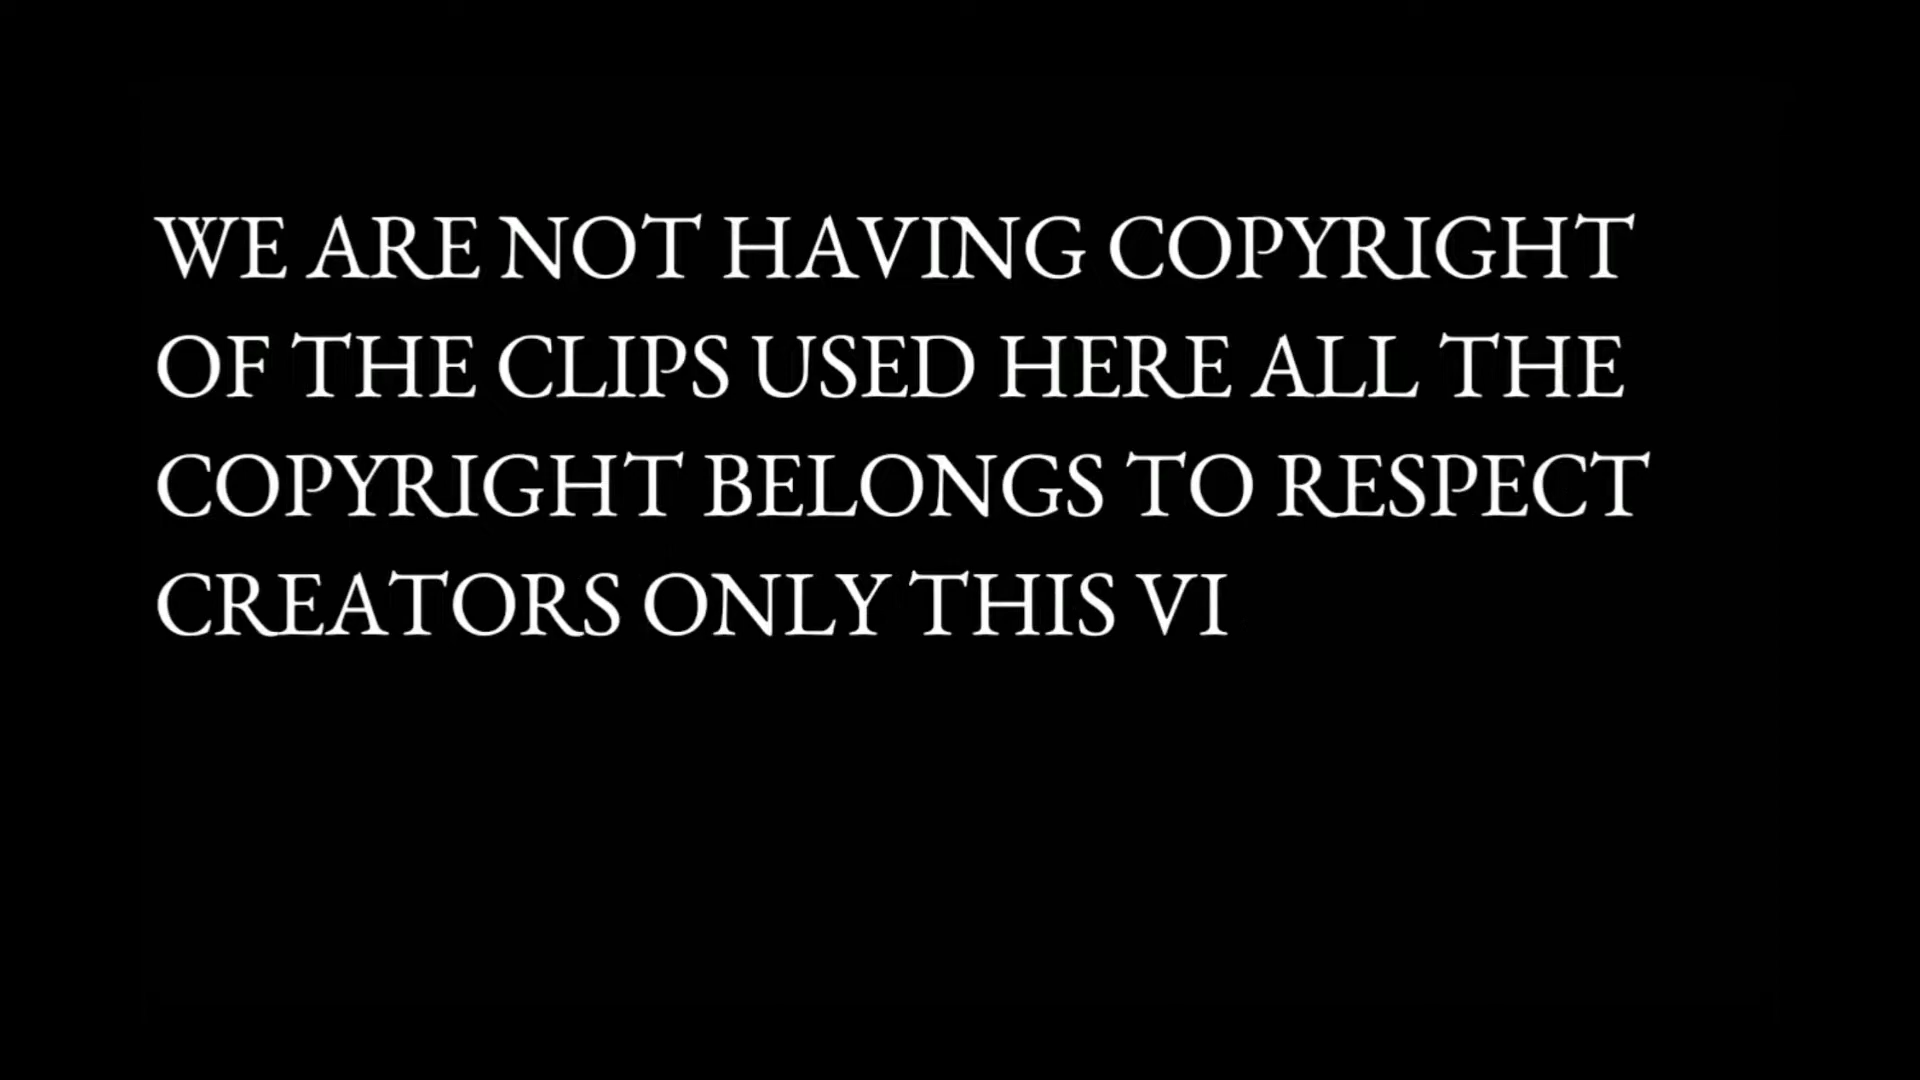 WE ARE NOT HAVING COPYRIGHT
OF THE CLIPS USED HERE ALL THE
COPYRIGHT BELONGS TO RESPECT
CREATORS ONLY THIS VI